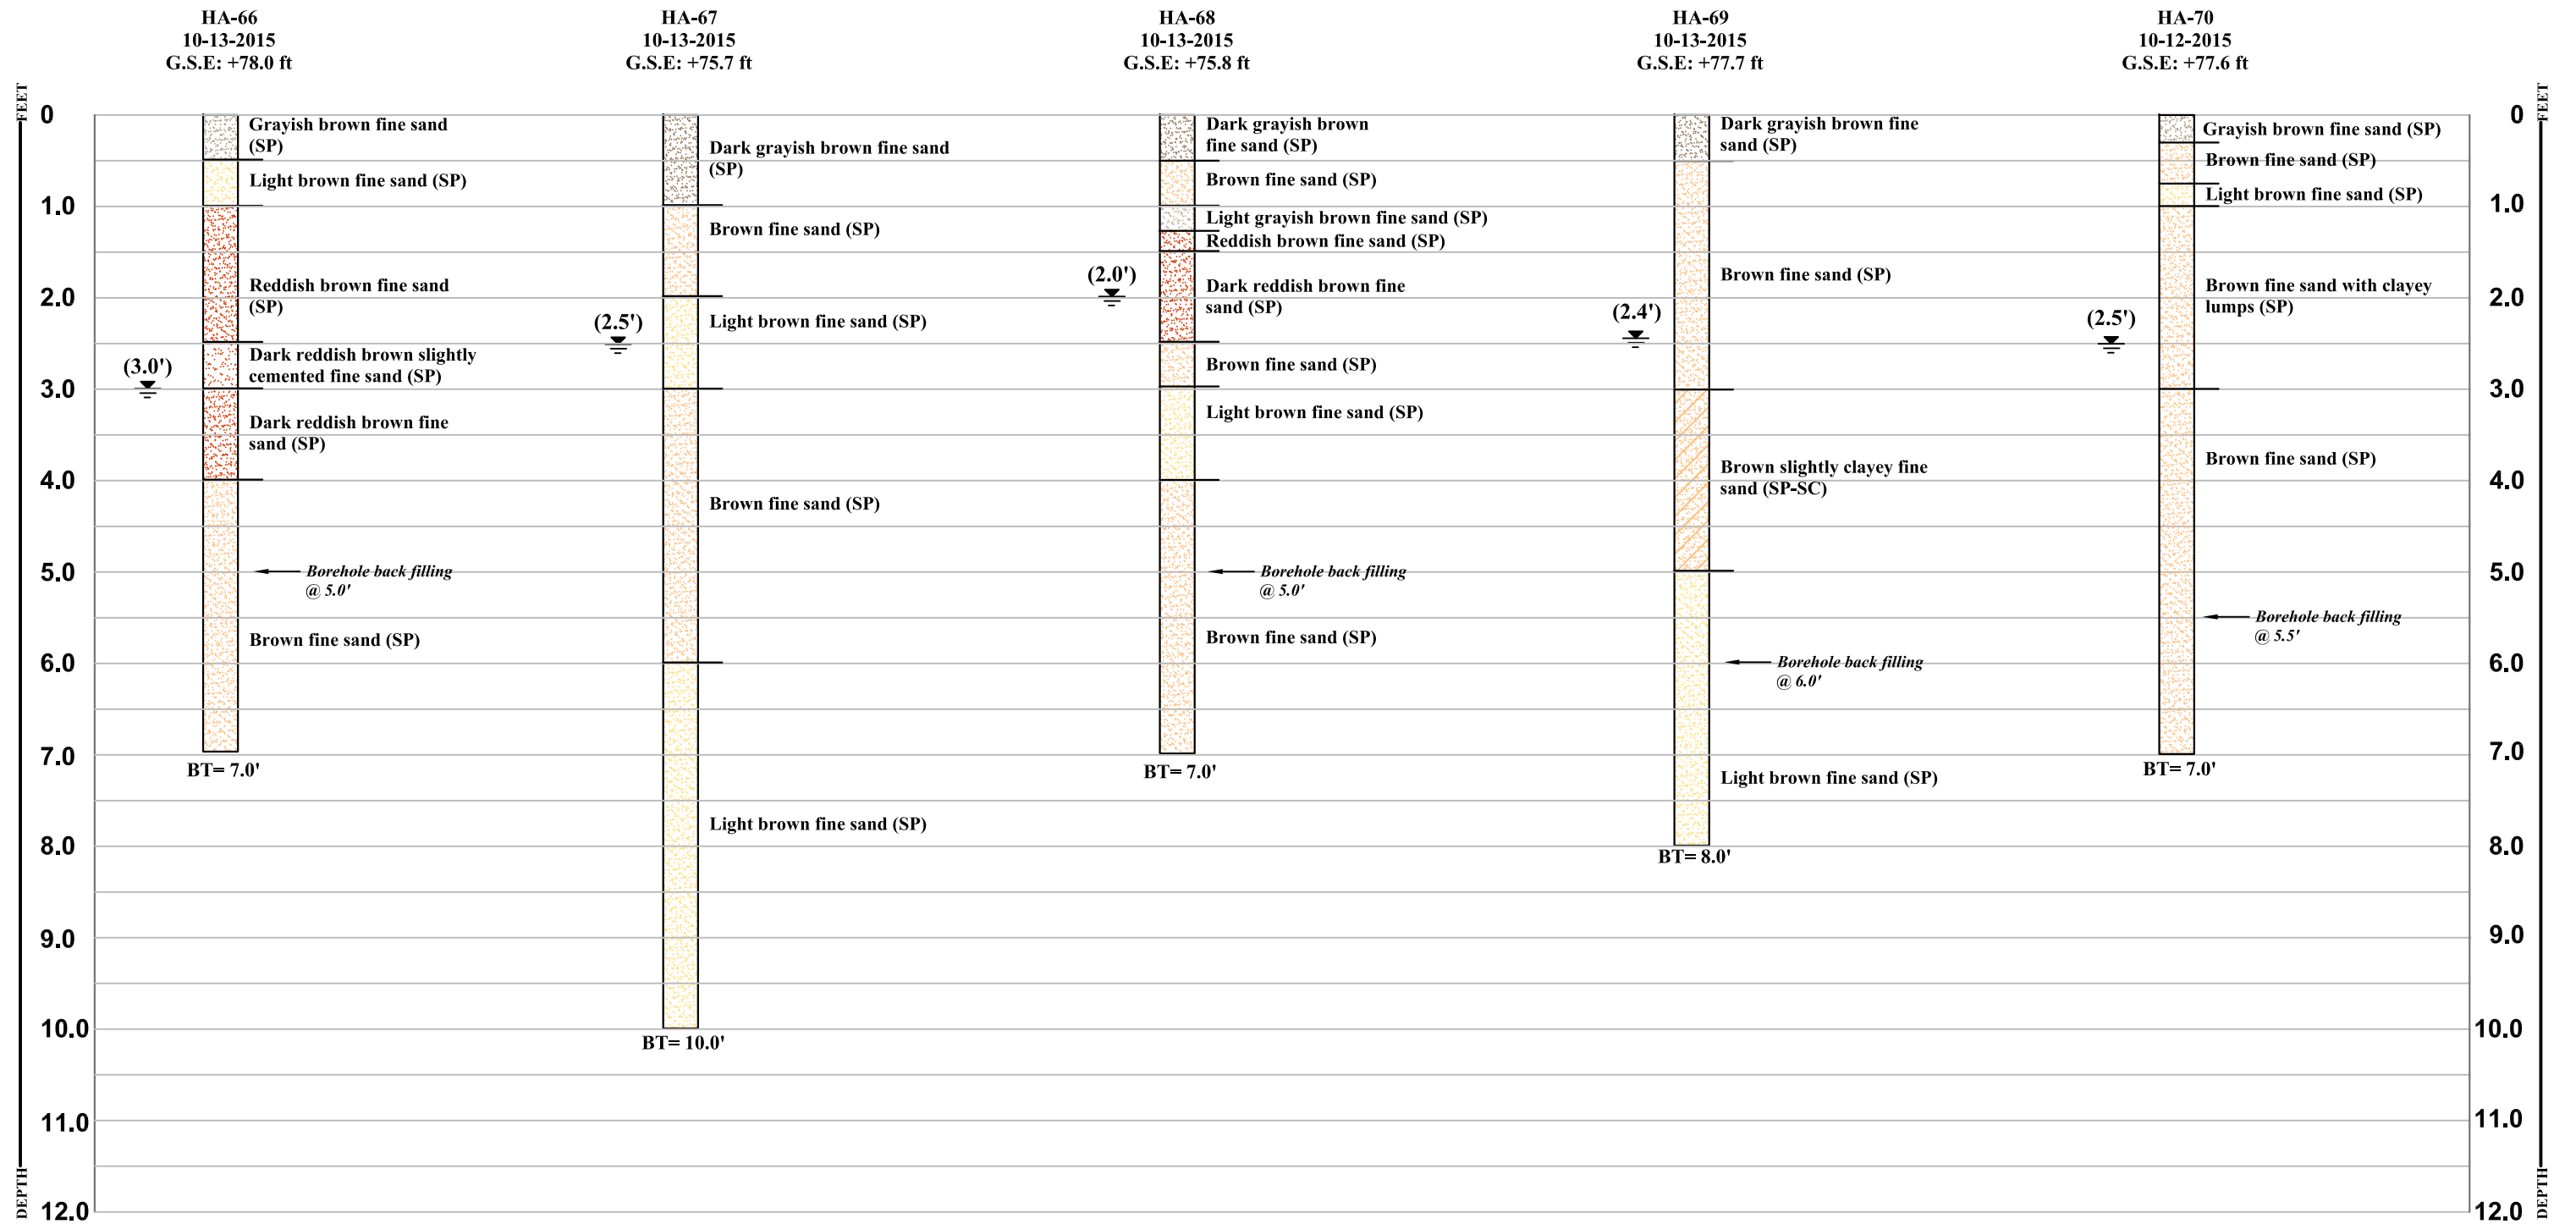 HA-66
10-13-2015
G.S.E: +78.0 ft
HA-67
10-13-2015
G.S.E: +75.7 ft
HA-68
10-13-2015
G.S.E: +75.8 ft
HA-69
10-13-2015
G.S.E: +77.7 ft
HA-70
10-12-2015
G.S.E: +77.6 ft
FEET
0
1.0
2.0
3.0
4.0
5.0
6.0
7.0
8.0
9.0
10.0
11.0
12.0
DEPTH
Grayish brown fine sand
(SP)
Light brown fine sand (SP)
Reddish brown fine sand
(SP)
Dark reddish brown slightly
cemented fine sand (SP)
(3.0')
Dark reddish brown fine
sand (SP)
Borehole back filling
@ 5.0'
Brown fine sand (SP)
BT= 7.0'
Dark grayish brown fine sand
(SP)
Brown fine sand (SP)
Light brown fine sand (SP)
(2.5')
Brown fine sand (SP)
Light brown fine sand (SP)
BT= 10.0'
Dark grayish brown
fine sand (SP)
Brown fine sand (SP)
Light grayish brown fine sand (SP)
Reddish brown fine sand (SP)
(2.0')
Dark reddish brown fine
sand (SP)
Brown fine sand (SP)
Light brown fine sand (SP)
Borehole back filling
@ 5.0'
Brown fine sand (SP)
BT= 7.0'
Dark grayish brown fine
sand (SP)
Brown fine sand (SP)
(2.4')
Brown slightly clayey fine
sand (SP-SC)
Borehole back filling
@ 6.0'
Light brown fine sand (SP)
BT= 8.0'
Grayish brown fine sand (SP)
Brown fine sand (SP)
Light brown fine sand (SP)
Brown fine sand with clayey
lumps (SP)
(2.5')
Brown fine sand (SP)
Borehole back filling
@ 5.5'
BT= 7.0'
FEET
0
1.0
2.0
3.0
4.0
5.0
6.0
7.0
8.0
9.0
10.0
11.0
12.0
DEPTH